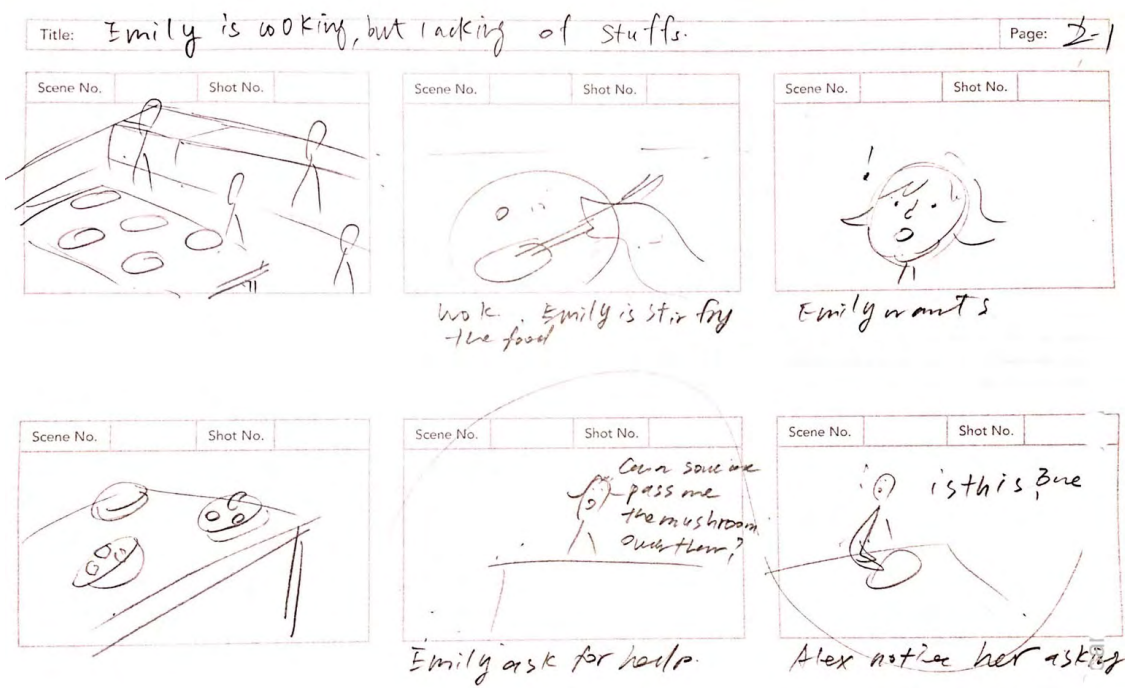 Title: Emily is cooking, but lacking of stuffs.
Page: 2-1
Scene No. Shot No.
Scene No. Shot No.
Scene No. Shot No.
Wok. Emily is stir fry
the food
Emily wants
Scene No. Shot No.
Scene No. Shot No.
Scene No. Shot No.
Can someone
pass me
the mushroom
over there?
is this one
Emily ask for help.
Alex notice her asking